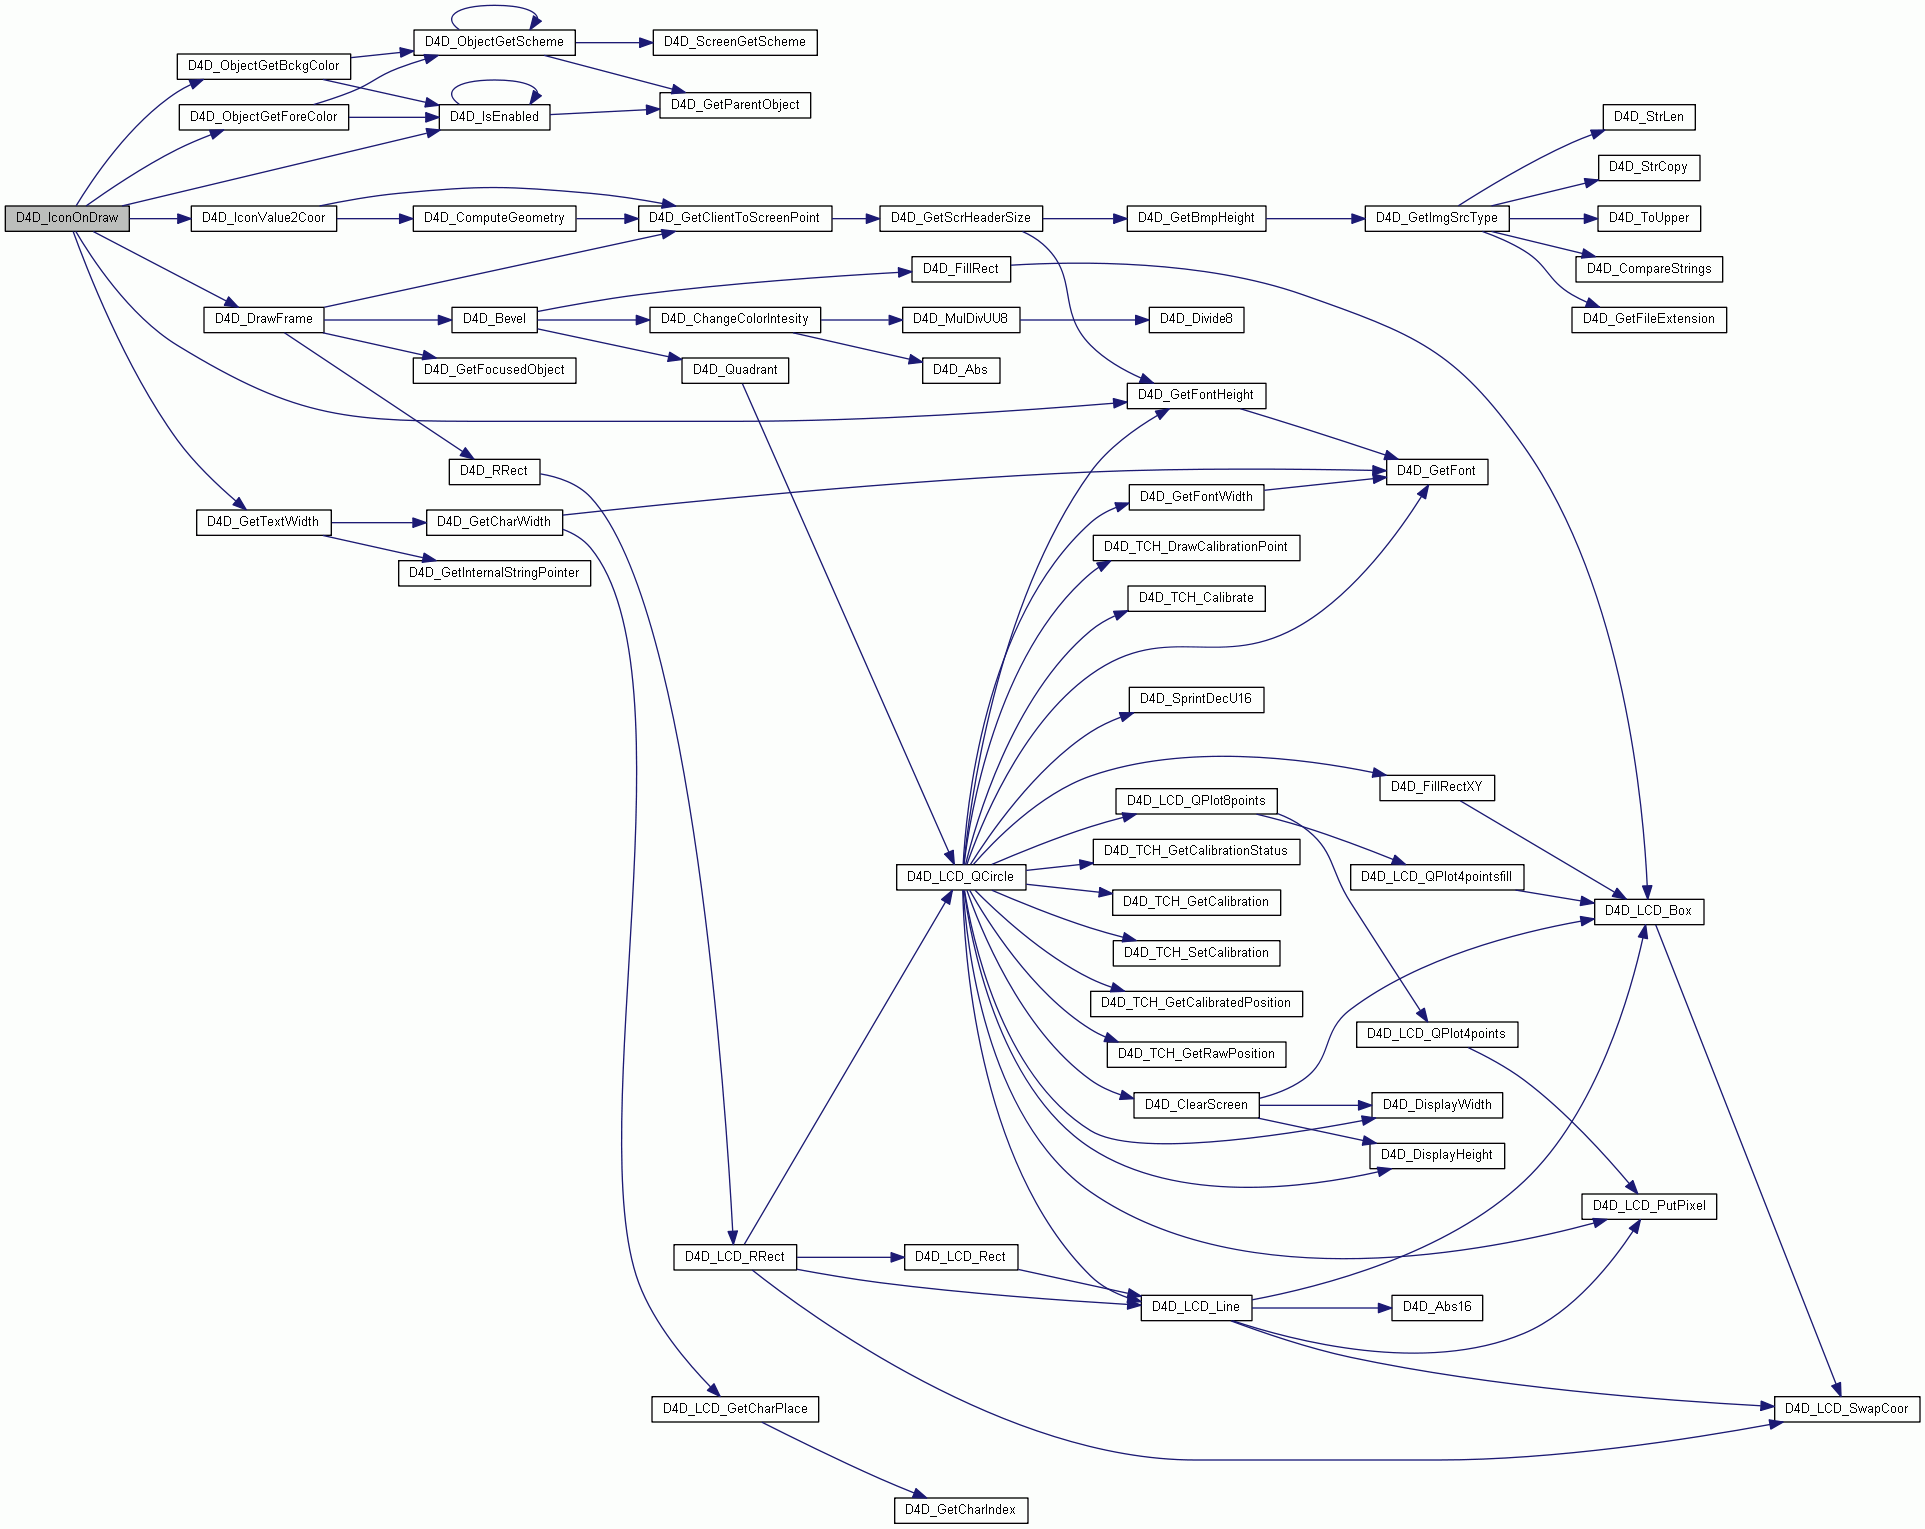 D4D_IconOnDraw
D4D_ObjectGetBckgColor
D4D_ObjectGetForeColor
D4D_IconValue2Coor
D4D_DrawFrame
D4D_GetTextWidth
D4D_ObjectGetScheme
D4D_IsEnabled
D4D_ComputeGeometry
D4D_Bevel
D4D_GetFocusedObject
D4D_RRect
D4D_GetCharWidth
D4D_GetInternalStringPointer
D4D_ScreenGetScheme
D4D_GetParentObject
D4D_GetClientToScreenPoint
D4D_ChangeColorIntesity
D4D_Quadrant
D4D_LCD_RRect
D4D_LCD_GetCharPlace
D4D_GetScrHeaderSize
D4D_FillRect
D4D_MulDivUU8
D4D_Abs
D4D_LCD_QCircle
D4D_LCD_Rect
D4D_GetCharIndex
D4D_GetBmpHeight
D4D_Divide8
D4D_GetFontHeight
D4D_GetFontWidth
D4D_TCH_DrawCalibrationPoint
D4D_TCH_Calibrate
D4D_SprintDecU16
D4D_LCD_QPlot8points
D4D_TCH_GetCalibrationStatus
D4D_TCH_GetCalibration
D4D_TCH_SetCalibration
D4D_TCH_GetCalibratedPosition
D4D_TCH_GetRawPosition
D4D_ClearScreen
D4D_LCD_Line
D4D_GetImgSrcType
D4D_GetFont
D4D_FillRectXY
D4D_LCD_QPlot4pointsfill
D4D_LCD_QPlot4points
D4D_DisplayWidth
D4D_DisplayHeight
D4D_Abs16
D4D_StrLen
D4D_StrCopy
D4D_ToUpper
D4D_CompareStrings
D4D_GetFileExtension
D4D_LCD_Box
D4D_LCD_PutPixel
D4D_LCD_SwapCoor